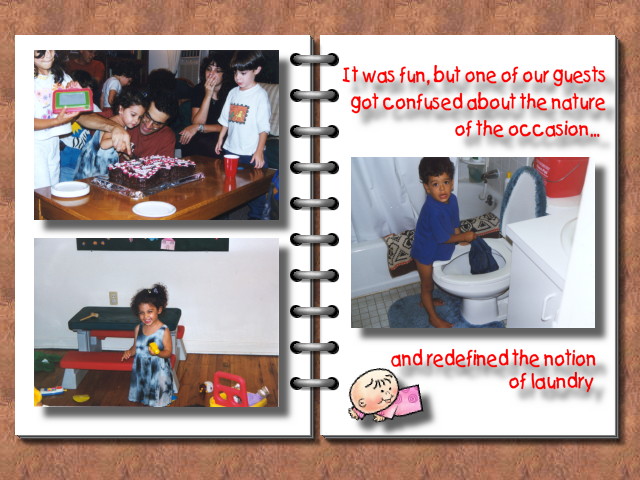 It was fun, but one of our guests
got confused about the nature
of the occasion...
and redefined the notion
of laundry